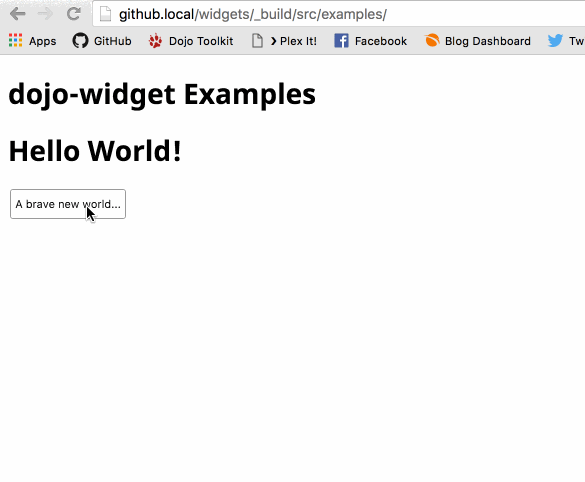 github.local/widgets/_build/src/examples/
Apps GitHub Dojo Toolkit > Plex It! Facebook Blog Dashboard Tw
dojo-widget Examples
Hello World!
A brave new world...